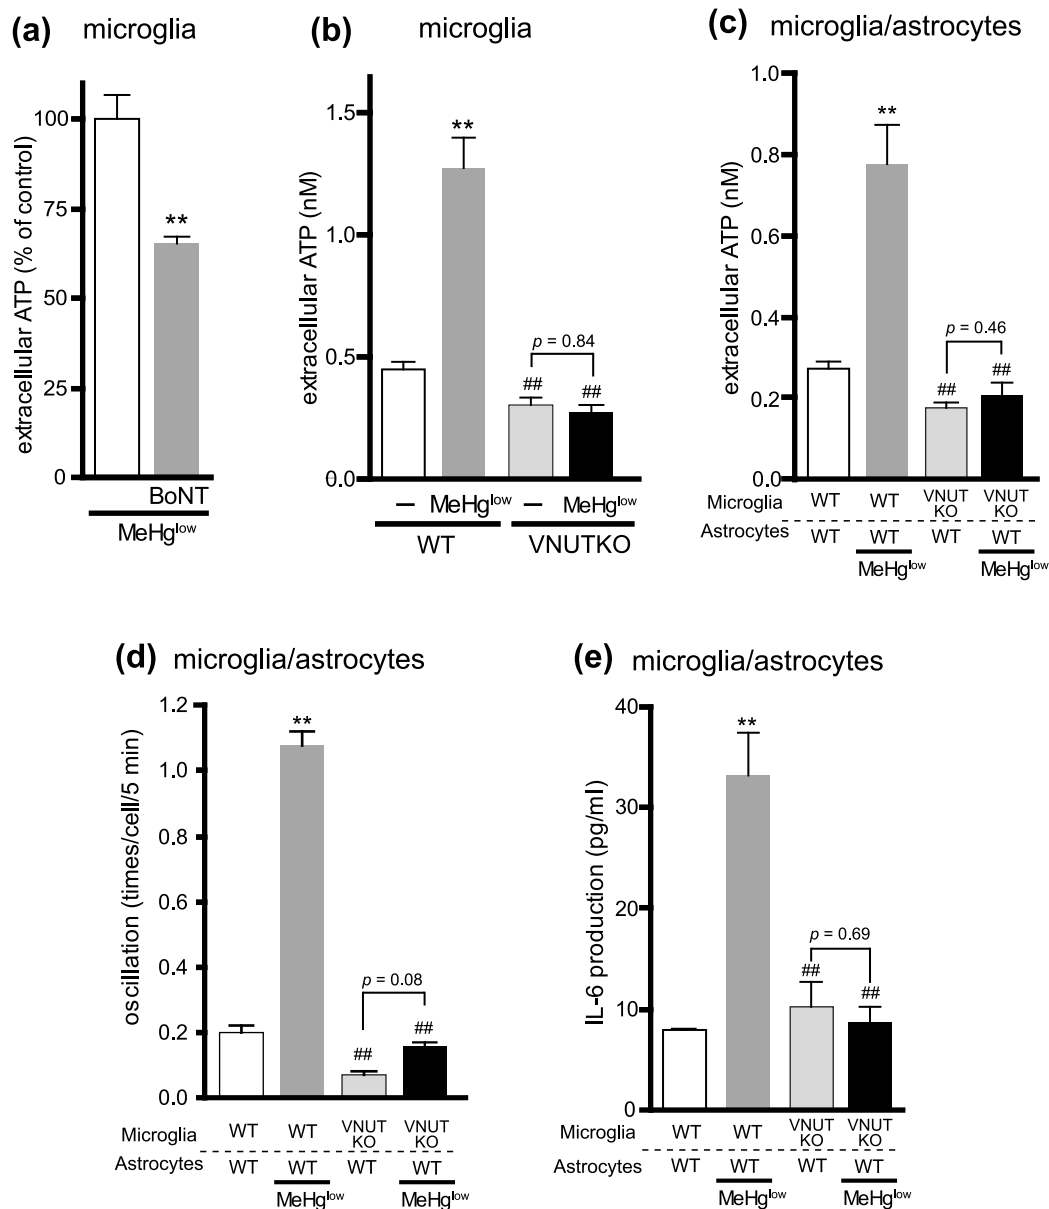 (a) microglia
extracellular ATP (% of control)
100
75
50
25
0
**
BoNT
MeHglow
(b) microglia
extracellular ATP (nM)
1.5
1.0
0.5
0.0
**
p = 0.84
##
##
– MeHglow – MeHglow
WT VNUTKO
(c) microglia/astrocytes
extracellular ATP (nM)
1.0
0.8
0.6
0.4
0.2
0.0
**
p = 0.46
##
##
Microglia WT WT VNUT KO VNUT KO
Astrocytes WT WT WT WT
MeHglow MeHglow
(d) microglia/astrocytes
oscillation (times/cell/5 min)
1.2
1.0
0.8
0.6
0.4
0.2
0.0
**
p = 0.08
##
##
Microglia WT WT VNUT KO VNUT KO
Astrocytes WT WT WT WT
MeHglow MeHglow
(e) microglia/astrocytes
IL-6 production (pg/ml)
40
30
20
10
0
**
p = 0.69
##
##
Microglia WT WT VNUT KO VNUT KO
Astrocytes WT WT WT WT
MeHglow MeHglow